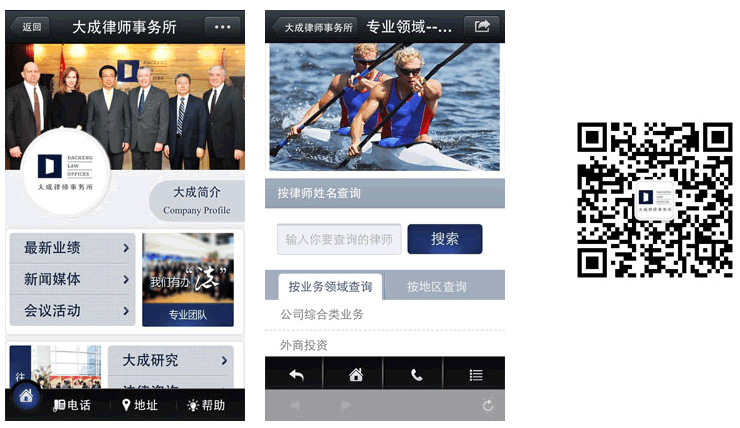 返回
大成律师事务所
DACHENG
LAW
OFFICES
大成律师事务所
大成简介
Company Profile
最新业绩
新闻媒体
会议活动
我们有办“法”
专业团队
大成研究
法律咨询
电话
地址
帮助
大成律师事务所
专业领域--...
按律师姓名查询
输入你要查询的律师
搜索
按业务领域查询
按地区查询
公司综合类业务
外商投资
DACHENG
LAW
OFFICES
大成律师事务所